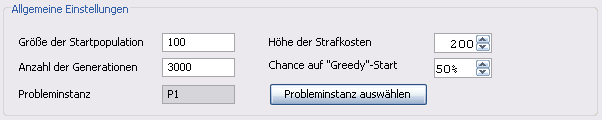 Allgemeine Einstellungen
Größe der Startpopulation 100 Höhe der Strafkosten 200
Anzahl der Generationen 3000 Chance auf "Greedy"-Start 50%
Probleminstanz P1 Probleminstanz auswählen